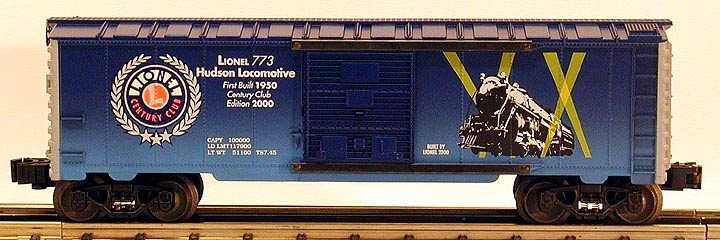 LIONEL
L
CENTURY CLUB
LIONEL 773
Hudson Locomotive
First Built 1950
Century Club
Edition 2000
CAPY 100000
LD LMT 117900
LT WT 51100 T87.45
BUILT BY
LIONEL 2000